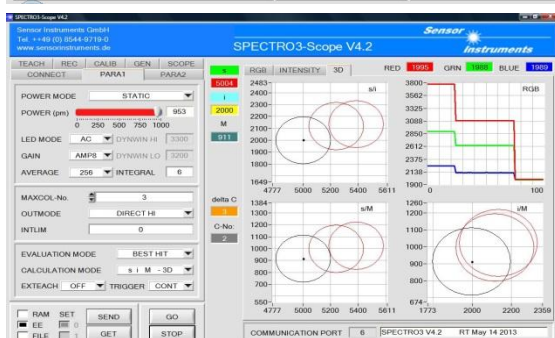 SPECTRO3-Scope V4.2
Sensor Instruments GmbH
Tel. ++49 (0) 8544-9719-0
www.sensorinstruments.de
SPECTRO3-Scope V4.2
Sensor
Instruments
TEACH REC CALIB GEN SCOPE
CONNECT PARA1 PARA2
POWER MODE STATIC
POWER (pm) 953
0 250 500 750 1000
LED MODE AC DYNWIN HI 3300
GAIN AMP8 DYNWIN LO 3200
AVERAGE 256 INTEGRAL 6
MAXCOL-No. 3
OUTMODE DIRECT HI
INTLIM 0
EVALUATION MODE BEST HIT
CALCULATION MODE s i M - 3D
EXTEACH OFF TRIGGER CONT
RAM SET SEND GO
EE 0
FILE 1 GET STOP
s
5004
i
2000
M
911
delta C
3
C-No:
2
RGB INTENSITY 3D RED 1995 GRN 1988 BLUE 1989
s/i
2483
2400
2300
2200
2100
2000
1900
1800
1649
4777 5000 5200 5400 5611
RGB
3800
3562
3325
3088
2850
2612
2375
2138
1900
0 100
s/M
1384
1300
1200
1100
1000
900
800
700
550
4777 5000 5200 5400 5611
i/M
1260
1200
1100
1000
900
800
674
1773 2000 2200 2359
COMMUNICATION PORT 6 SPECTRO3 V4.2 RT May 14 2013